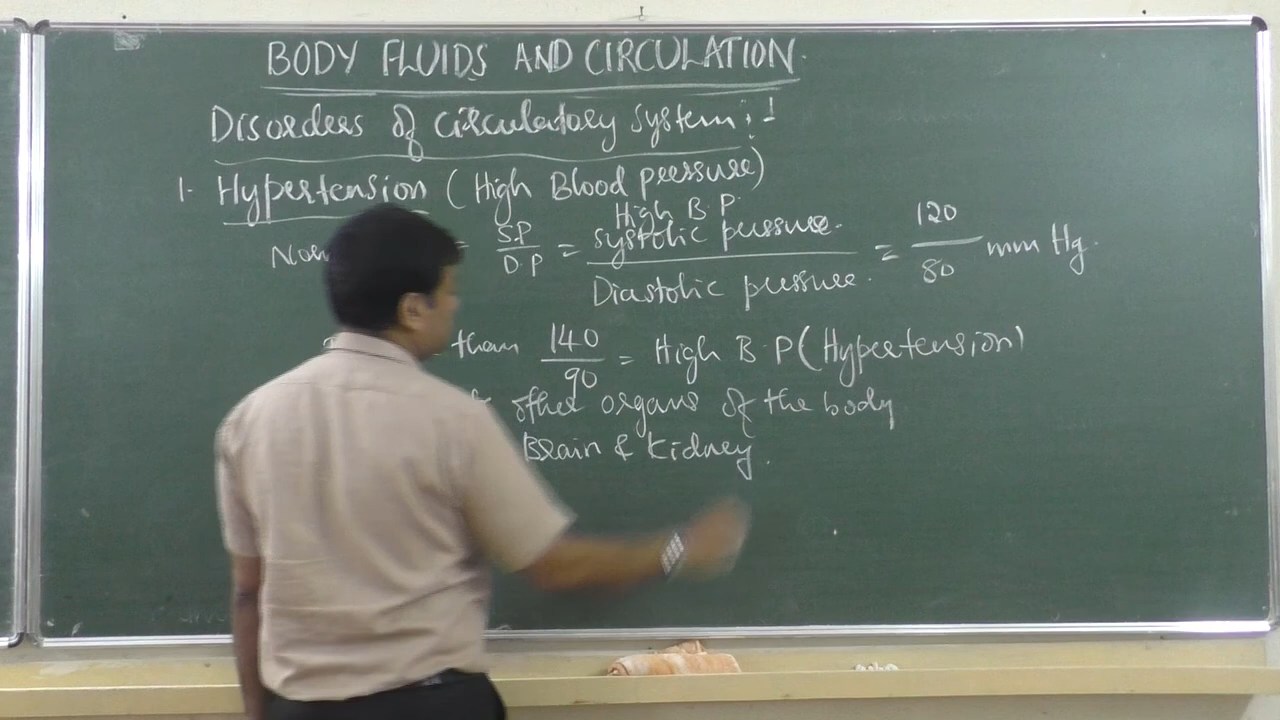 BODY FLUIDS AND CIRCULATION.
Disorders of circulatory system:-
1. Hypertension (High Blood pressure)
High B.P.
= S.P / D.P = systolic pressure. / Diastolic pressure. = 120 / 80 mm Hg.
than 140 / 90 = High B.P (Hypertension)
other organs of the body
Brain & Kidney.